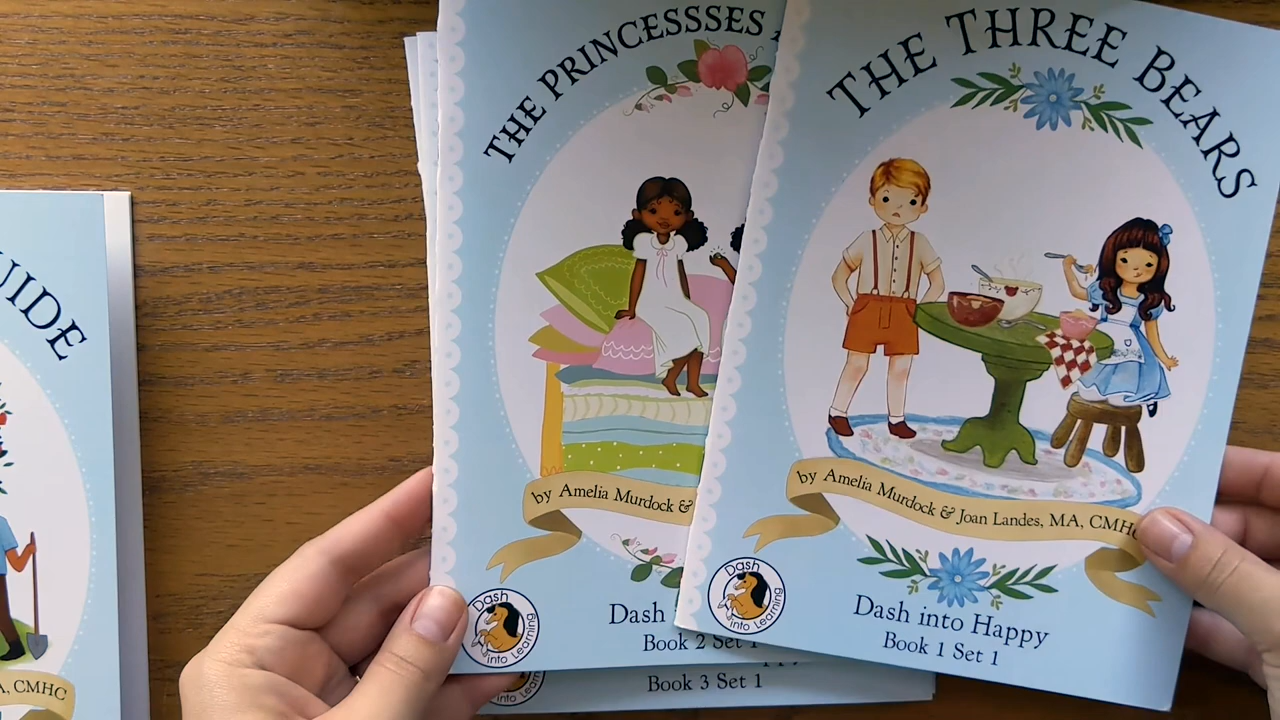 UIDE
A, CMHC
THE PRINCESSSES
by Amelia Murdock &
Dash into Learning
Dash
Book 2 Set 1
Book 3 Set 1
THE THREE BEARS
by Amelia Murdock & Joan Landes, MA, CMHC
Dash into Learning
Dash into Happy
Book 1 Set 1